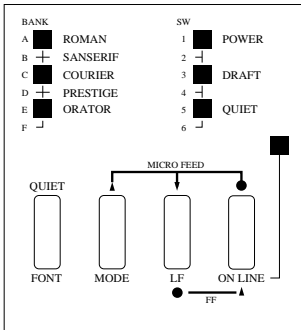 BANK SW
A ROMAN 1 POWER
B SANSERIF 2
C COURIER 3 DRAFT
D PRESTIGE 4
E ORATOR 5 QUIET
F 6
MICRO FEED
QUIET
FONT MODE LF ON LINE
FF